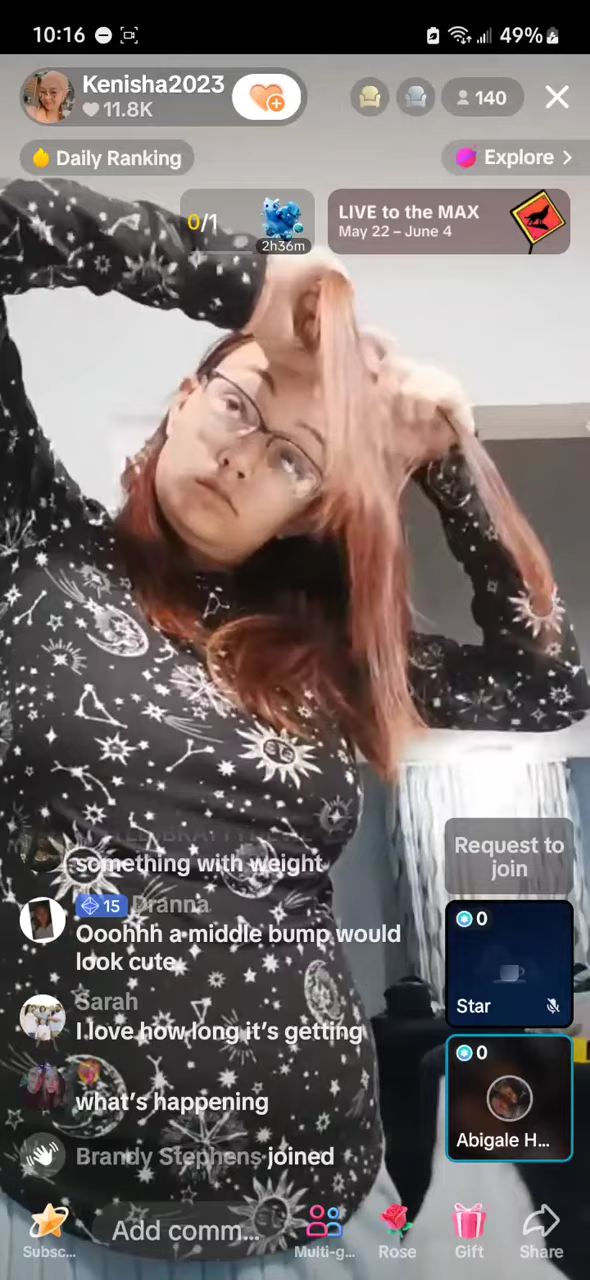 10:16
49%
Kenisha2023
11.8K
140
Daily Ranking
Explore >
0/1
2h36m
LIVE to the MAX
May 22 – June 4
something with weight
Request to
join
15 Dranna
Ooohhh a middle bump would
look cute
0
Star
Sarah
I love how long it's getting
0
what's happening
Abigale H...
Brandy Stephens joined
Add comm...
Subsc...
Multi-g...
Rose
Gift
Share